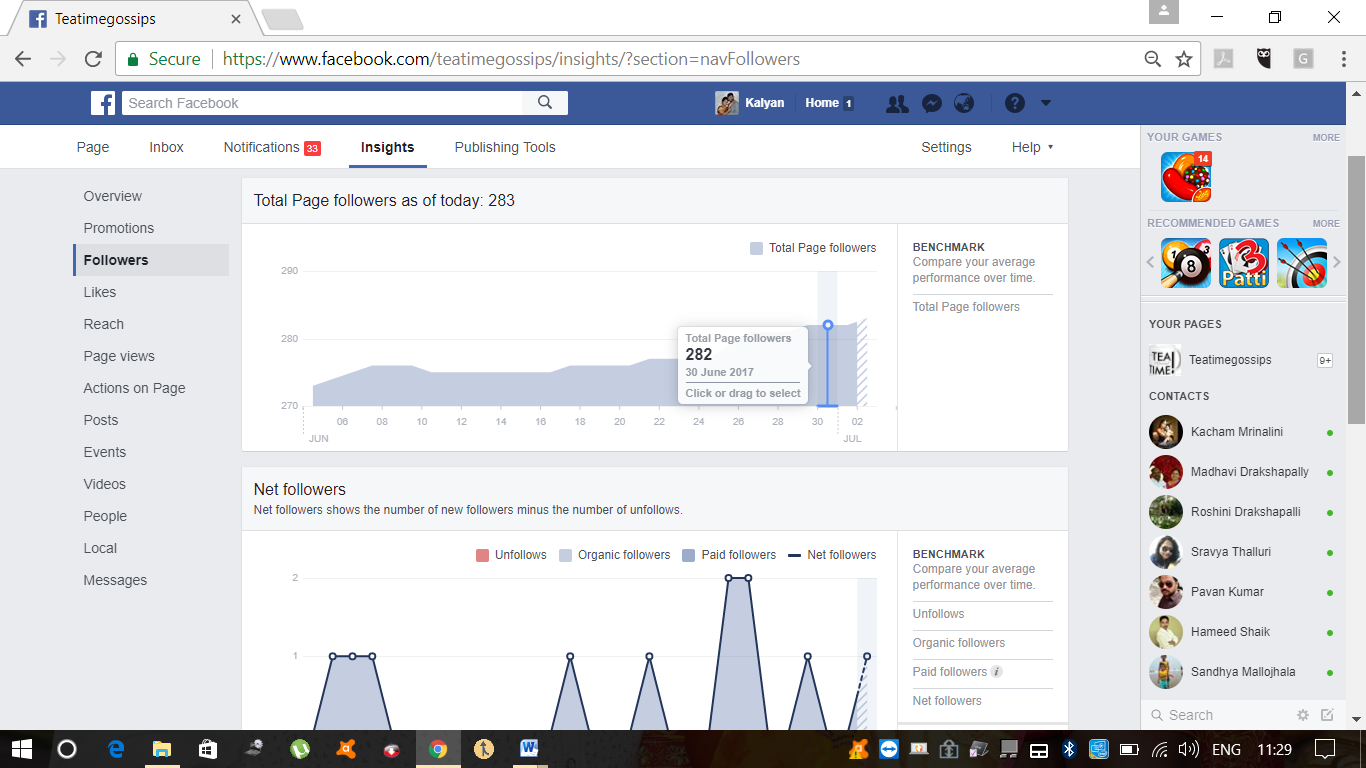 Teatimegossips
Secure https://www.facebook.com/teatimegossips/insights/?section=navFollowers
Search Facebook Kalyan Home 1
Page Inbox Notifications 33 Insights Publishing Tools Settings Help
Overview
Promotions
Followers
Likes
Reach
Page views
Actions on Page
Posts
Events
Videos
People
Local
Messages
Total Page followers as of today: 283
Total Page followers
290
280
270
06 08 10 12 14 16 18 20 22 24 26 28 30 02
JUN JUL
Total Page followers
282
30 June 2017
Click or drag to select
BENCHMARK
Compare your average
performance over time.
Total Page followers
Net followers
Net followers shows the number of new followers minus the number of unfollows.
Unfollows Organic followers Paid followers Net followers
2
1
BENCHMARK
Compare your average
performance over time.
Unfollows
Organic followers
Paid followers i
Net followers
YOUR GAMES MORE
14
RECOMMENDED GAMES MORE
8 3 3 Patti
YOUR PAGES
TEA TIME! Teatimegossips 9+
CONTACTS
Kacham Mrinalini
Madhavi Drakshapally
Roshini Drakshapalli
Sravya Thalluri
Pavan Kumar
Hameed Shaik
Sandhya Mallojhala
Search
ENG 11:29